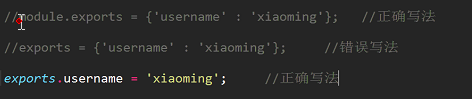 //module.exports = {'username' : 'xiaoming'};   //正确写法
//exports = {'username' : 'xiaoming'};     //错误写法
exports.username = 'xiaoming';     //正确写法